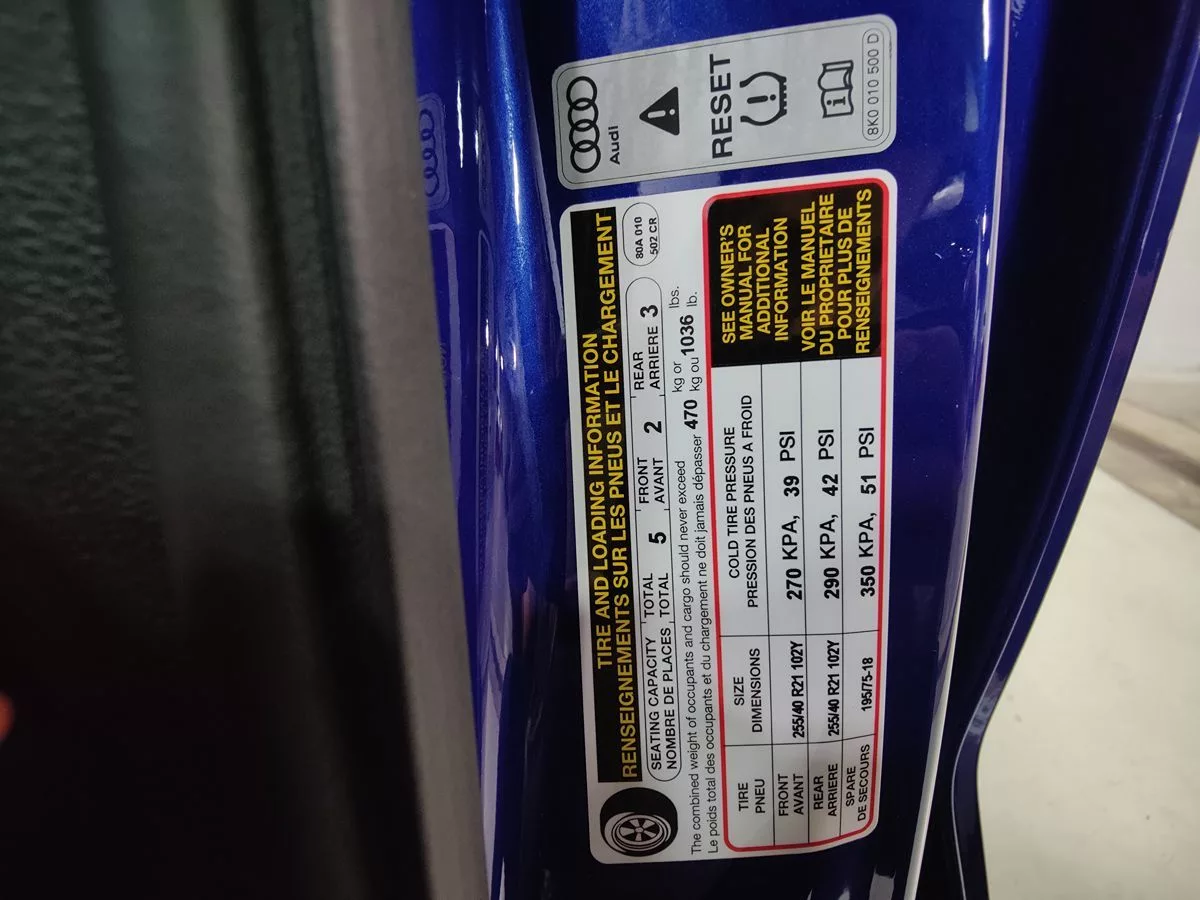 TIRE AND LOADING INFORMATION
RENSEIGNEMENTS SUR LES PNEUS ET LE CHARGEMENT
SEATING CAPACITY TOTAL 5 FRONT 2 REAR 3
NOMBRE DE PLACES TOTAL AVANT ARRIERE
80A 010
502 CR
The combined weight of occupants and cargo should never exceed 470 kg or 1036 lbs.
Le poids total des occupants et du chargement ne doit jamais dépasser kg ou lb.
TIRE SIZE COLD TIRE PRESSURE
PNEU DIMENSIONS PRESSION DES PNEUS A FROID
FRONT
AVANT 255/40 R21 102Y 270 KPA, 39 PSI
REAR
ARRIERE 255/40 R21 102Y 290 KPA, 42 PSI
SPARE
DE SECOURS 195/75-18 350 KPA, 51 PSI
SEE OWNER'S
MANUAL FOR
ADDITIONAL
INFORMATION
VOIR LE MANUEL
DU PROPRIETAIRE
POUR PLUS DE
RENSEIGNEMENTS
Audi
RESET
8K0 010 500 D